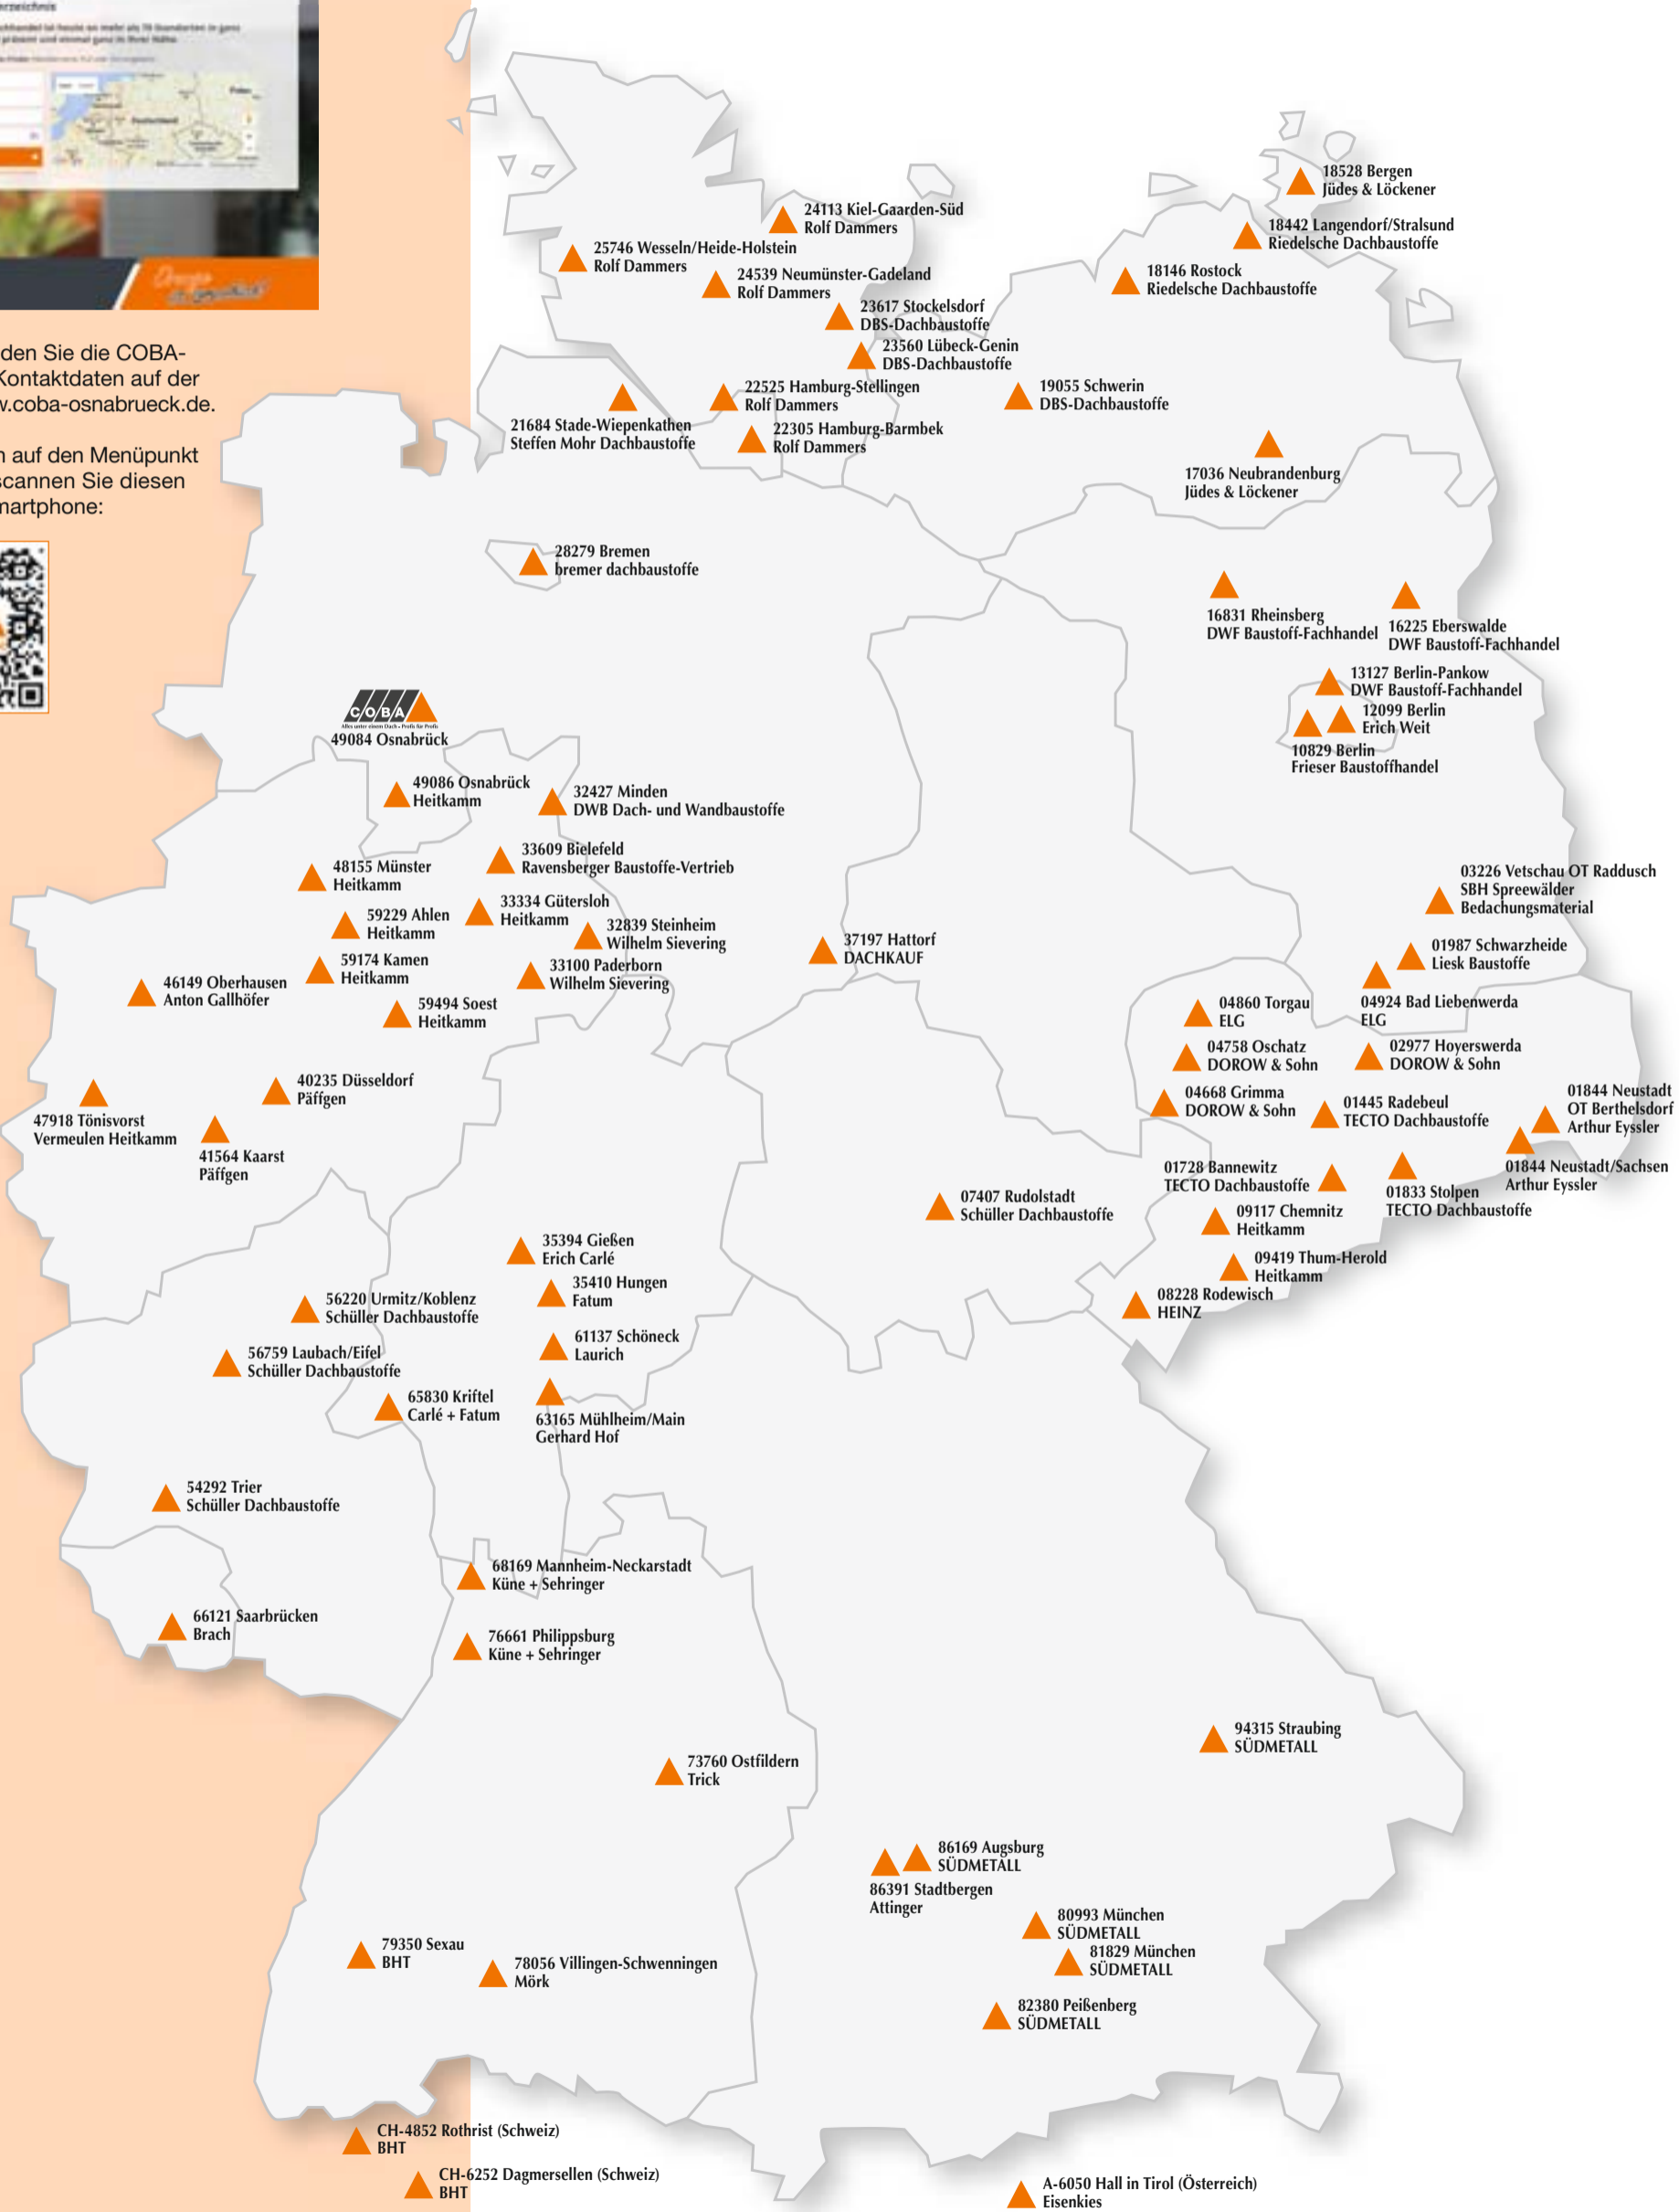 den Sie die COBA-
Kontaktdaten auf der
w.coba-osnabrueck.de.
n auf den Menüpunkt
scannen Sie diesen
martphone:
18528 Bergen
Jüdes & Löckener
24113 Kiel-Gaarden-Süd
Rolf Dammers
18442 Langendorf/Stralsund
Riedelsche Dachbaustoffe
25746 Wesseln/Heide-Holstein
Rolf Dammers
24539 Neumünster-Gadeland
Rolf Dammers
18146 Rostock
Riedelsche Dachbaustoffe
23617 Stockelsdorf
DBS-Dachbaustoffe
23560 Lübeck-Genin
DBS-Dachbaustoffe
22525 Hamburg-Stellingen
Rolf Dammers
19055 Schwerin
DBS-Dachbaustoffe
21684 Stade-Wiepenkathen
Steffen Mohr Dachbaustoffe
22305 Hamburg-Barmbek
Rolf Dammers
17036 Neubrandenburg
Jüdes & Löckener
28279 Bremen
bremer dachbaustoffe
16831 Rheinsberg
DWF Baustoff-Fachhandel
16225 Eberswalde
DWF Baustoff-Fachhandel
13127 Berlin-Pankow
DWF Baustoff-Fachhandel
12099 Berlin
Erich Weit
10829 Berlin
Frieser Baustoffhandel
COBA
Alles unter einem Dach • Profis für Profis
49084 Osnabrück
49086 Osnabrück
Heitkamm
32427 Minden
DWB Dach- und Wandbaustoffe
33609 Bielefeld
Ravensberger Baustoffe-Vertrieb
48155 Münster
Heitkamm
33334 Gütersloh
Heitkamm
59229 Ahlen
Heitkamm
32839 Steinheim
Wilhelm Sievering
37197 Hattorf
DACHKAUF
03226 Vetschau OT Raddusch
SBH Spreewälder
Bedachungsmaterial
01987 Schwarzheide
Liesk Baustoffe
59174 Kamen
Heitkamm
33100 Paderborn
Wilhelm Sievering
46149 Oberhausen
Anton Gallhöfer
59494 Soest
Heitkamm
04860 Torgau
ELG
04924 Bad Liebenwerda
ELG
04758 Oschatz
DOROW & Sohn
02977 Hoyerswerda
DOROW & Sohn
40235 Düsseldorf
Päffgen
47918 Tönisvorst
Vermeulen Heitkamm
41564 Kaarst
Päffgen
04668 Grimma
DOROW & Sohn
01445 Radebeul
TECTO Dachbaustoffe
01844 Neustadt
OT Berthelsdorf
Arthur Eyssler
01728 Bannewitz
TECTO Dachbaustoffe
01833 Stolpen
TECTO Dachbaustoffe
01844 Neustadt/Sachsen
Arthur Eyssler
07407 Rudolstadt
Schüller Dachbaustoffe
09117 Chemnitz
Heitkamm
09419 Thum-Herold
Heitkamm
08228 Rodewisch
HEINZ
35394 Gießen
Erich Carlé
35410 Hungen
Fatum
56220 Urmitz/Koblenz
Schüller Dachbaustoffe
61137 Schöneck
Laurich
56759 Laubach/Eifel
Schüller Dachbaustoffe
65830 Kriftel
Carlé + Fatum
63165 Mühlheim/Main
Gerhard Hof
54292 Trier
Schüller Dachbaustoffe
68169 Mannheim-Neckarstadt
Küne + Sehringer
66121 Saarbrücken
Brach
76661 Philippsburg
Küne + Sehringer
94315 Straubing
SÜDMETALL
73760 Ostfildern
Trick
86169 Augsburg
SÜDMETALL
86391 Stadtbergen
Attinger
80993 München
SÜDMETALL
81829 München
SÜDMETALL
79350 Sexau
BHT
78056 Villingen-Schwenningen
Mörk
82380 Peißenberg
SÜDMETALL
CH-4852 Rothrist (Schweiz)
BHT
CH-6252 Dagmersellen (Schweiz)
BHT
A-6050 Hall in Tirol (Österreich)
Eisenkies